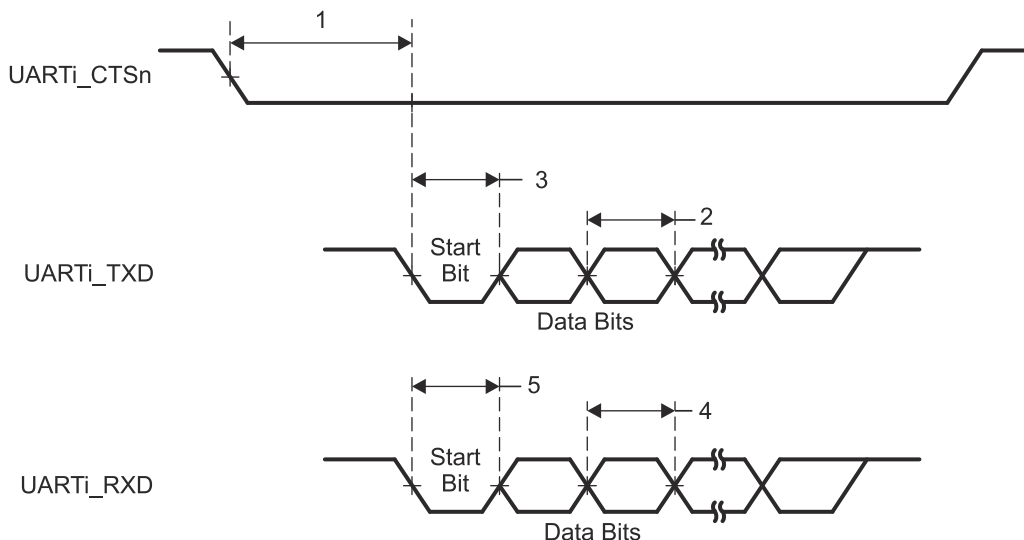 1
UARTi_CTSn
3
2
UARTi_TXD
Start
Bit
Data Bits
5
4
UARTi_RXD
Start
Bit
Data Bits